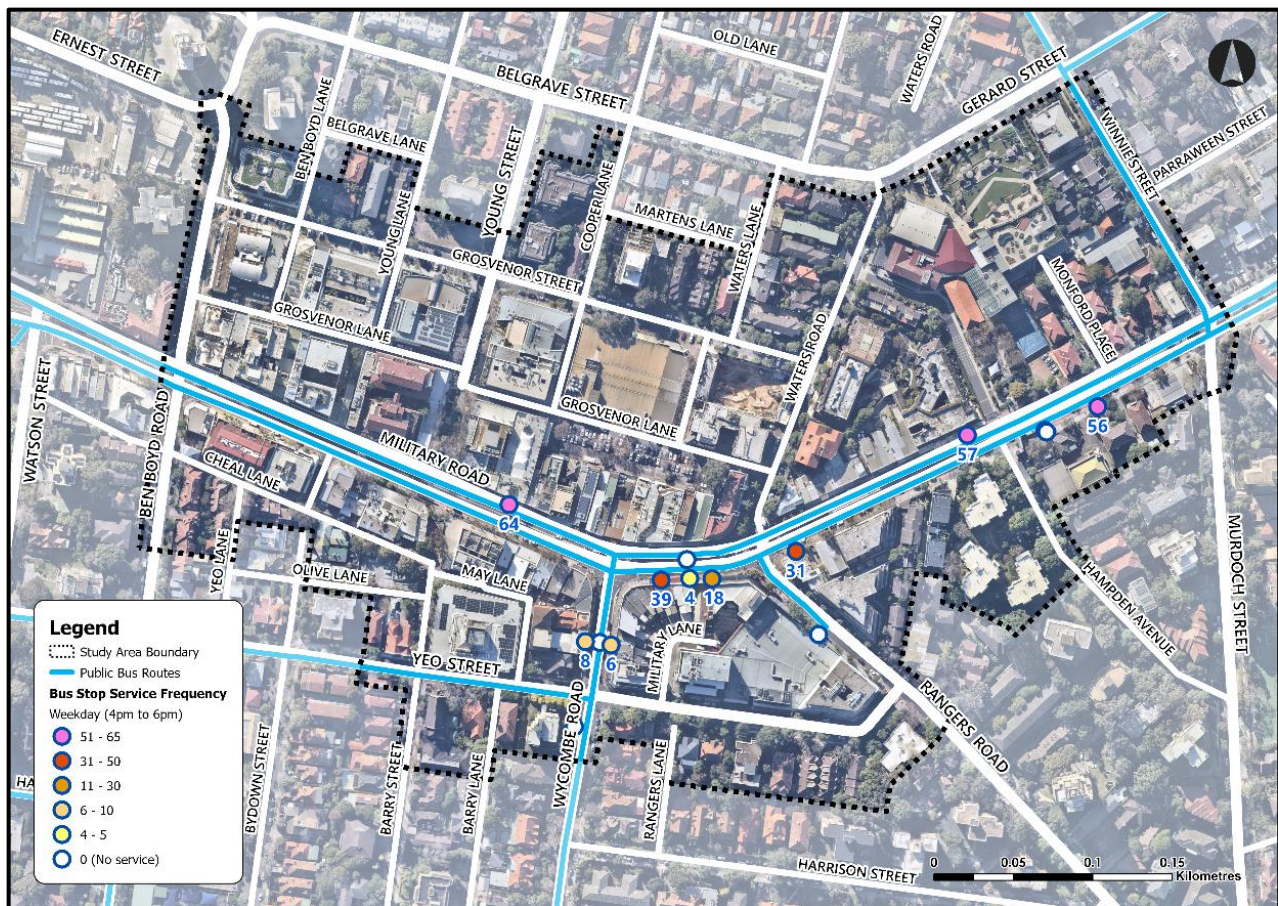 ERNEST STREET
OLD LANE
WATERS ROAD
BELGRAVE STREET
GERARD STREET
BEN BOYD LANE
BELGRAVE LANE
WINNIE STREET
PARRAWEEN STREET
YOUNG STREET
COOPER LANE
YOUNG LANE
MARTENS LANE
WATERS LANE
GROSVENOR STREET
MONFORD PLACE
GROSVENOR LANE
WATERS ROAD
WATSON STREET
BEN BOYD ROAD
MILITARY ROAD
GROSVENOR LANE
56
57
CHEAL LANE
64
MURDOCH STREET
YEO LANE
OLIVE LANE
MAY LANE
31
39
4
18
HAMPDEN AVENUE
8
6
MILITARY LANE
YEO STREET
RANGERS ROAD
WYCOMBE ROAD
BYDOWN STREET
BARRY STREET
BARRY LANE
RANGERS LANE
HARRISON STREET
HA
Legend
Study Area Boundary
Public Bus Routes
Bus Stop Service Frequency
Weekday (4pm to 6pm)
51 - 65
31 - 50
11 - 30
6 - 10
4 - 5
0 (No service)
0 0.05 0.1 0.15
Kilometres